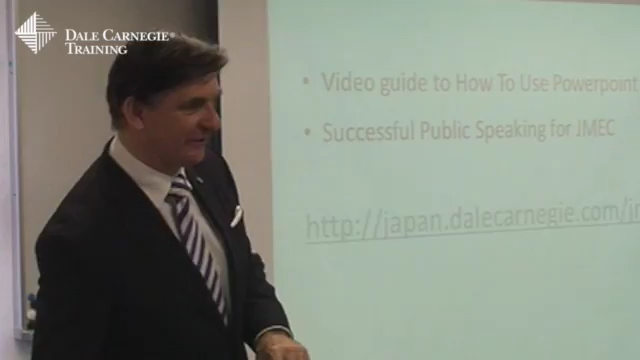 DALE CARNEGIE®
TRAINING
• Video guide to How To Use Powerpoint
• Successful Public Speaking for JMEC
http://japan.dalecarnegie.com/